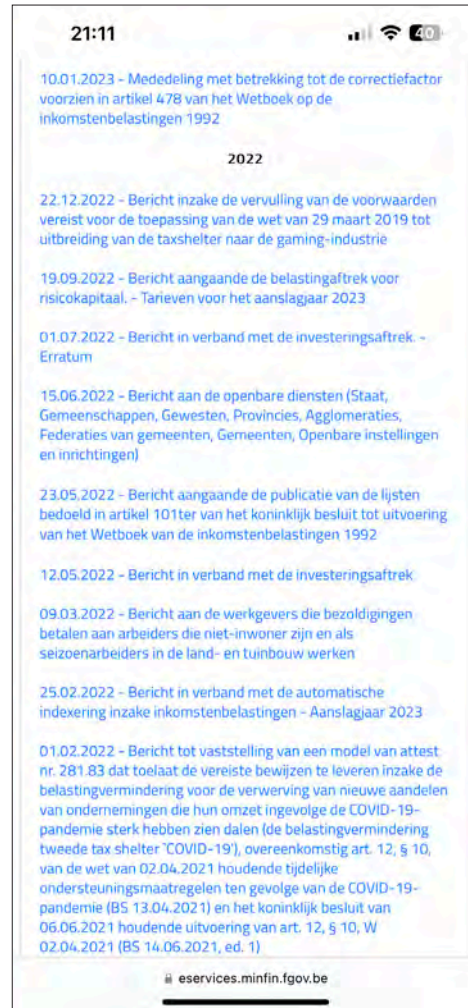 21:11
40
10.01.2023 - Mededeling met betrekking tot de correctiefactor
voorzien in artikel 478 van het Wetboek op de
inkomstenbelastingen 1992
2022
22.12.2022 - Bericht inzake de vervulling van de voorwaarden
vereist voor de toepassing van de wet van 29 maart 2019 tot
uitbreiding van de taxshelter naar de gaming-industrie
19.09.2022 - Bericht aangaande de belastingaftrek voor
risicokapitaal. - Tarieven voor het aanslagjaar 2023
01.07.2022 - Bericht in verband met de investeringsaftrek. -
Erratum
15.06.2022 - Bericht aan de openbare diensten (Staat,
Gemeenschappen, Gewesten, Provincies, Agglomeraties,
Federaties van gemeenten, Gemeenten, Openbare instellingen
en inrichtingen)
23.05.2022 - Bericht aangaande de publicatie van de lijsten
bedoeld in artikel 101ter van het koninklijk besluit tot uitvoering
van het Wetboek van de inkomstenbelastingen 1992
12.05.2022 - Bericht in verband met de investeringsaftrek
09.03.2022 - Bericht aan de werkgevers die bezoldigingen
betalen aan arbeiders die niet-inwoner zijn en als
seizoenarbeiders in de land- en tuinbouw werken
25.02.2022 - Bericht in verband met de automatische
indexering inzake inkomstenbelastingen - Aanslagjaar 2023
01.02.2022 - Bericht tot vaststelling van een model van attest
nr. 281.83 dat toelaat de vereiste bewijzen te leveren inzake de
belastingvermindering voor de verwerving van nieuwe aandelen
van ondernemingen die hun omzet ingevolge de COVID-19-
pandemie sterk hebben zien dalen (de belastingvermindering
tweede tax shelter `COVID-19'), overeenkomstig art. 12, § 10,
van de wet van 02.04.2021 houdende tijdelijke
ondersteuningsmaatregelen ten gevolge van de COVID-19-
pandemie (BS 13.04.2021) en het koninklijk besluit van
06.06.2021 houdende uitvoering van art. 12, § 10, W
02.04.2021 (BS 14.06.2021, ed. 1)
eservices.minfin.fgov.be